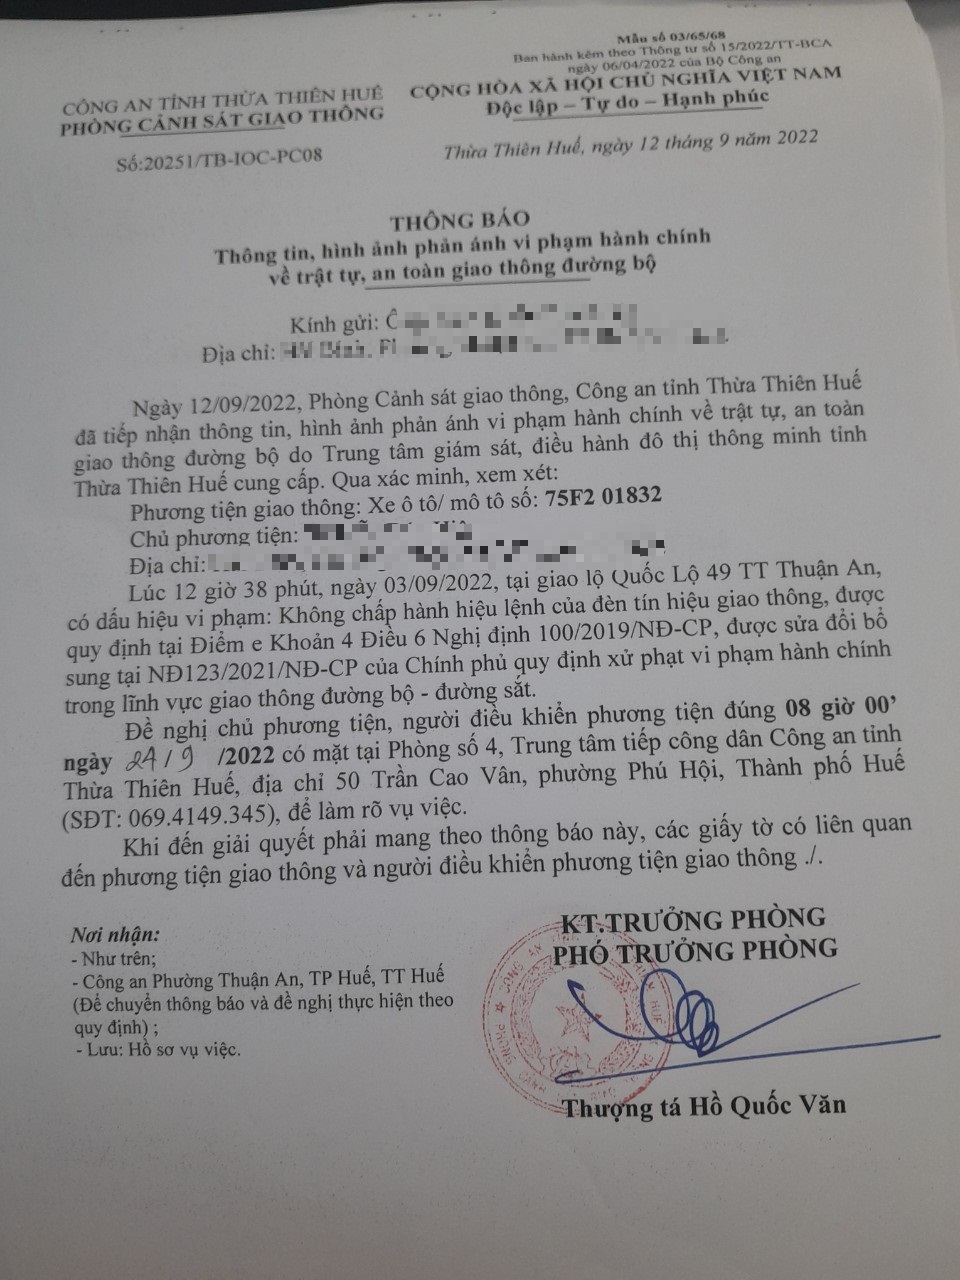 Mẫu số 03/65/68
Ban hành kèm theo Thông tư số 15/2022/TT-BCA
ngày 06/04/2022 của Bộ Công an
CÔNG AN TỈNH THỪA THIÊN HUẾ
PHÒNG CẢNH SÁT GIAO THÔNG
CỘNG HÒA XÃ HỘI CHỦ NGHĨA VIỆT NAM
Độc lập – Tự do – Hạnh phúc
Số:20251/TB-IOC-PC08
Thừa Thiên Huế, ngày 12 tháng 9 năm 2022
THÔNG BÁO
Thông tin, hình ảnh phản ánh vi phạm hành chính
về trật tự, an toàn giao thông đường bộ
Kính gửi:
Địa chỉ:
Ngày 12/09/2022, Phòng Cảnh sát giao thông, Công an tỉnh Thừa Thiên Huế
đã tiếp nhận thông tin, hình ảnh phản ánh vi phạm hành chính về trật tự, an toàn
giao thông đường bộ do Trung tâm giám sát, điều hành đô thị thông minh tỉnh
Thừa Thiên Huế cung cấp. Qua xác minh, xem xét:
Phương tiện giao thông: Xe ô tô/ mô tô số: 75F2 01832
Chủ phương tiện:
Địa chỉ:
Lúc 12 giờ 38 phút, ngày 03/09/2022, tại giao lộ Quốc Lộ 49 TT Thuận An,
có dấu hiệu vi phạm: Không chấp hành hiệu lệnh của đèn tín hiệu giao thông, được
quy định tại Điểm e Khoản 4 Điều 6 Nghị định 100/2019/NĐ-CP, được sửa đổi bổ
sung tại NĐ123/2021/NĐ-CP của Chính phủ quy định xử phạt vi phạm hành chính
trong lĩnh vực giao thông đường bộ - đường sắt.
Đề nghị chủ phương tiện, người điều khiển phương tiện đúng 08 giờ 00’
ngày 24/9 /2022 có mặt tại Phòng số 4, Trung tâm tiếp công dân Công an tỉnh
Thừa Thiên Huế, địa chỉ 50 Trần Cao Vân, phường Phú Hội, Thành phố Huế
(SĐT: 069.4149.345), để làm rõ vụ việc.
Khi đến giải quyết phải mang theo thông báo này, các giấy tờ có liên quan
đến phương tiện giao thông và người điều khiển phương tiện giao thông ./.
Nơi nhận:
- Như trên;
- Công an Phường Thuận An, TP Huế, TT Huế
(Để chuyển thông báo và đề nghị thực hiện theo
quy định) ;
- Lưu: Hồ sơ vụ việc.
KT.TRƯỞNG PHÒNG
PHÓ TRƯỞNG PHÒNG
Thượng tá Hồ Quốc Văn